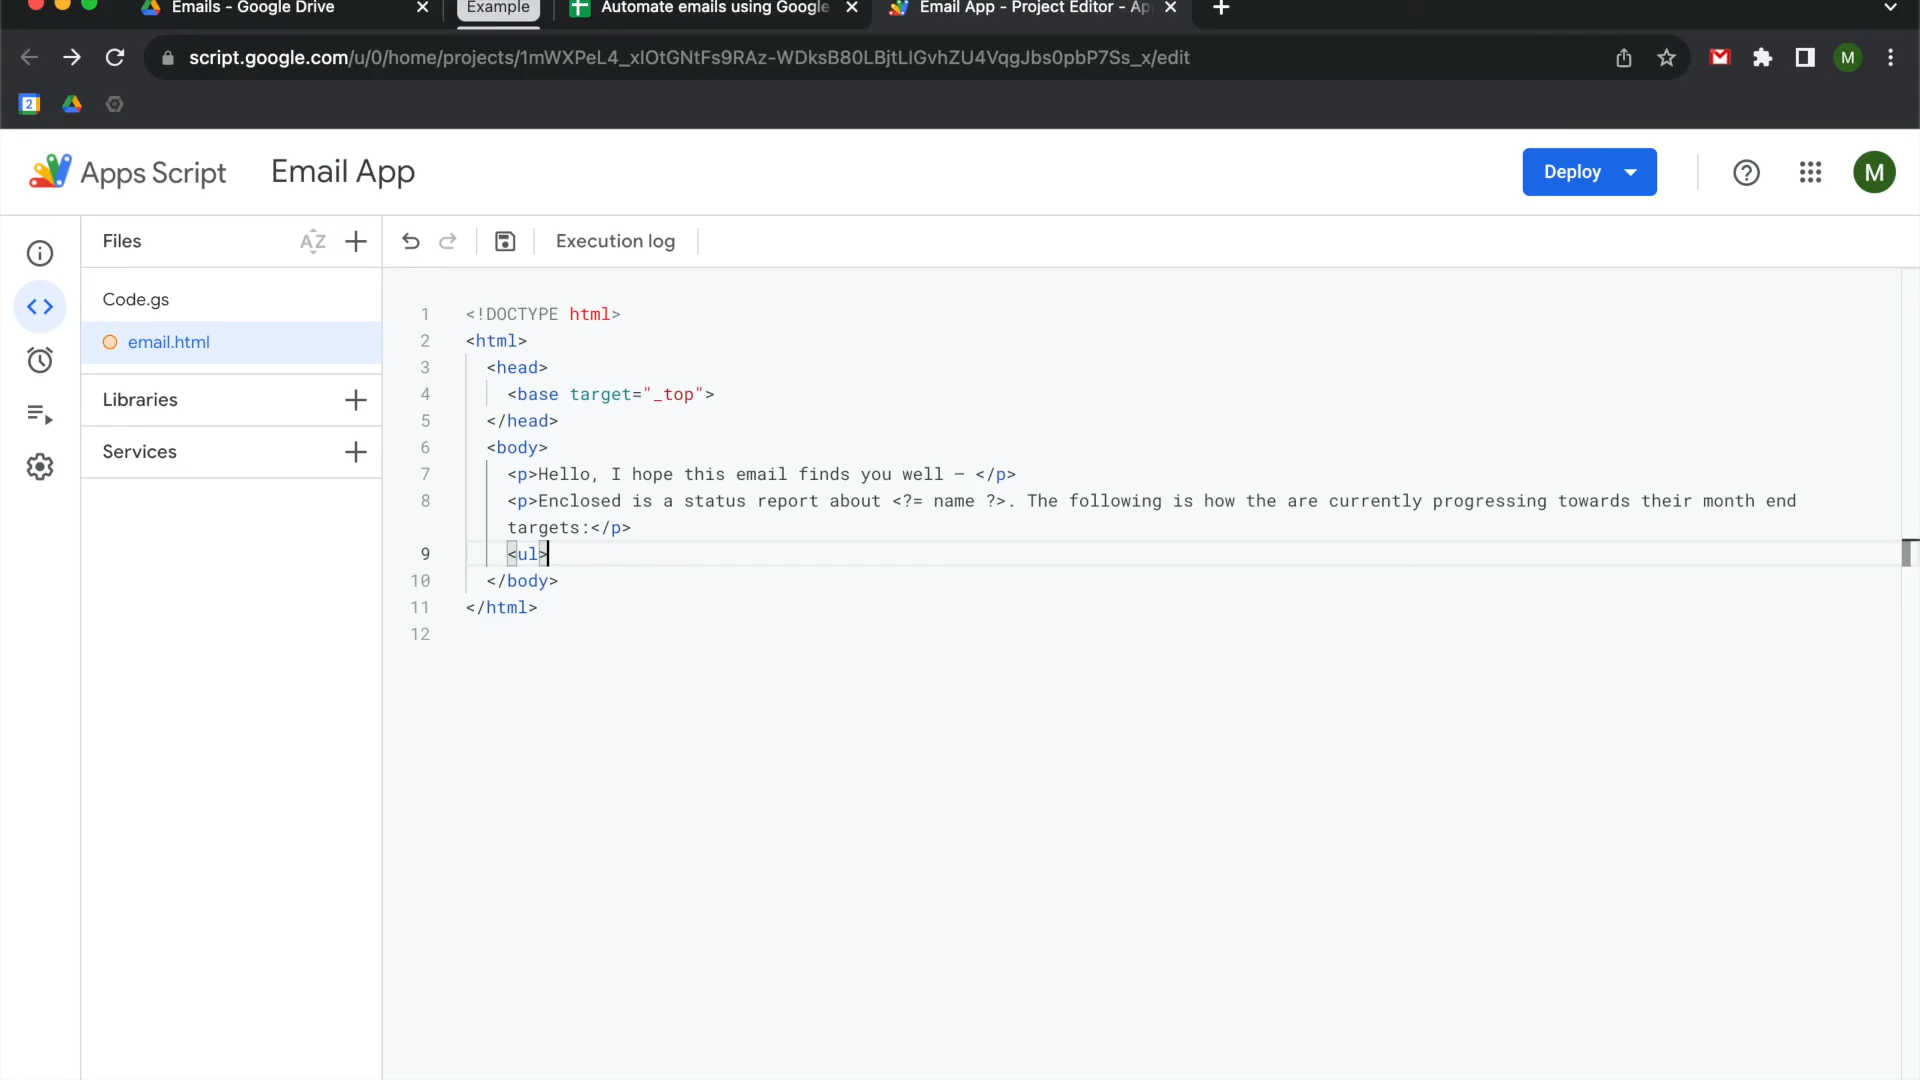 Emails - Google Drive
Example
Automate emails using Google
Email App - Project Editor - Ap
script.google.com/u/0/home/projects/1mWXPeL4_xIOtGNtFs9RAz-WDksB80LBjtLIGvhZU4VqgJbs0pbP7Ss_x/edit
M
2
Apps Script
Email App
Deploy
M
Files
AZ
Execution log
Code.gs
email.html
Libraries
Services
1 <!DOCTYPE html>
2 <html>
3 <head>
4 <base target="_top">
5 </head>
6 <body>
7 <p>Hello, I hope this email finds you well — </p>
8 <p>Enclosed is a status report about <?= name ?>. The following is how the are currently progressing towards their month end
targets:</p>
9 <ul>
10 </body>
11 </html>
12